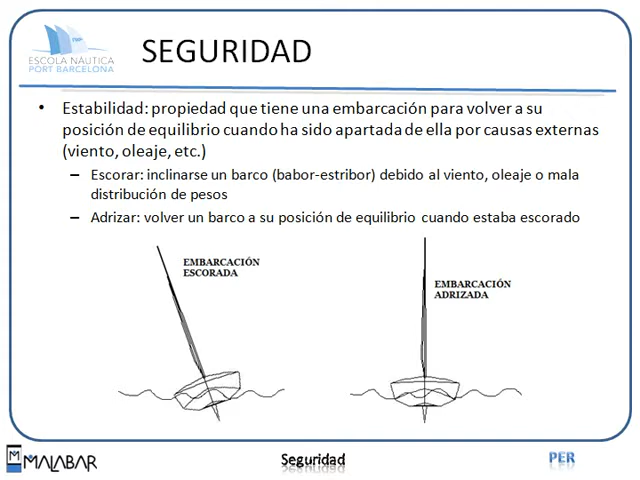 ESCOLA NÁUTICA
PORT BARCELONA
SEGURIDAD
• Estabilidad: propiedad que tiene una embarcación para volver a su
posición de equilibrio cuando ha sido apartada de ella por causas externas
(viento, oleaje, etc.)
– Escorar: inclinarse un barco (babor-estribor) debido al viento, oleaje o mala
distribución de pesos
– Adrizar: volver un barco a su posición de equilibrio cuando estaba escorado
EMBARCACIÓN
ESCORADA
EMBARCACIÓN
ADRIZADA
MALABAR
Seguridad
PER